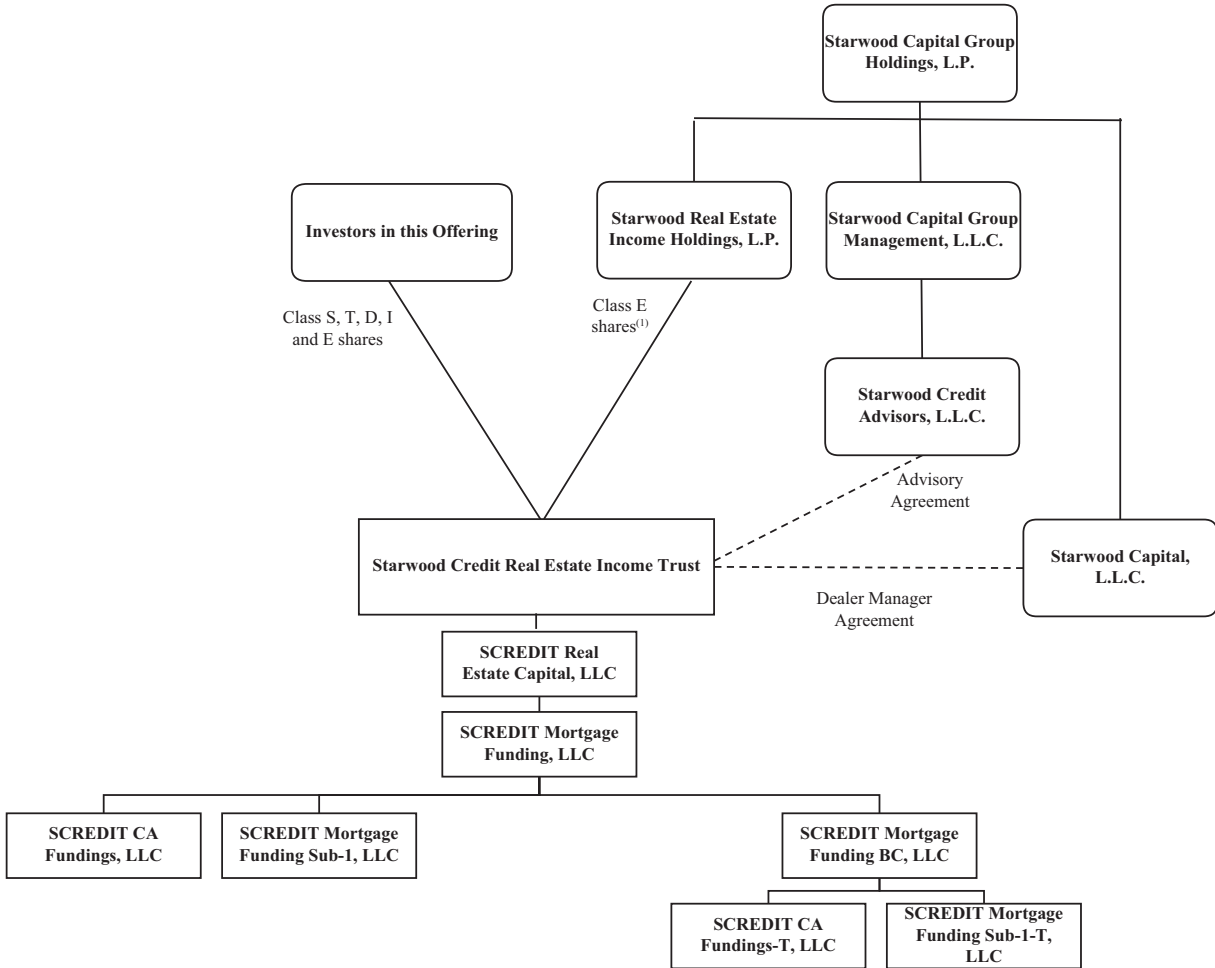 Starwood Capital Group
Holdings, L.P.
Investors in this Offering
Starwood Real Estate
Income Holdings, L.P.
Starwood Capital Group
Management, L.L.C.
Class S, T, D, I
and E shares
Class E
shares(1)
Starwood Credit
Advisors, L.L.C.
Advisory
Agreement
Starwood Credit Real Estate Income Trust
Starwood Capital,
L.L.C.
Dealer Manager
Agreement
SCREDIT Real
Estate Capital, LLC
SCREDIT Mortgage
Funding, LLC
SCREDIT CA
Fundings, LLC
SCREDIT Mortgage
Funding Sub-1, LLC
SCREDIT Mortgage
Funding BC, LLC
SCREDIT CA
Fundings-T, LLC
SCREDIT Mortgage
Funding Sub-1-T,
LLC